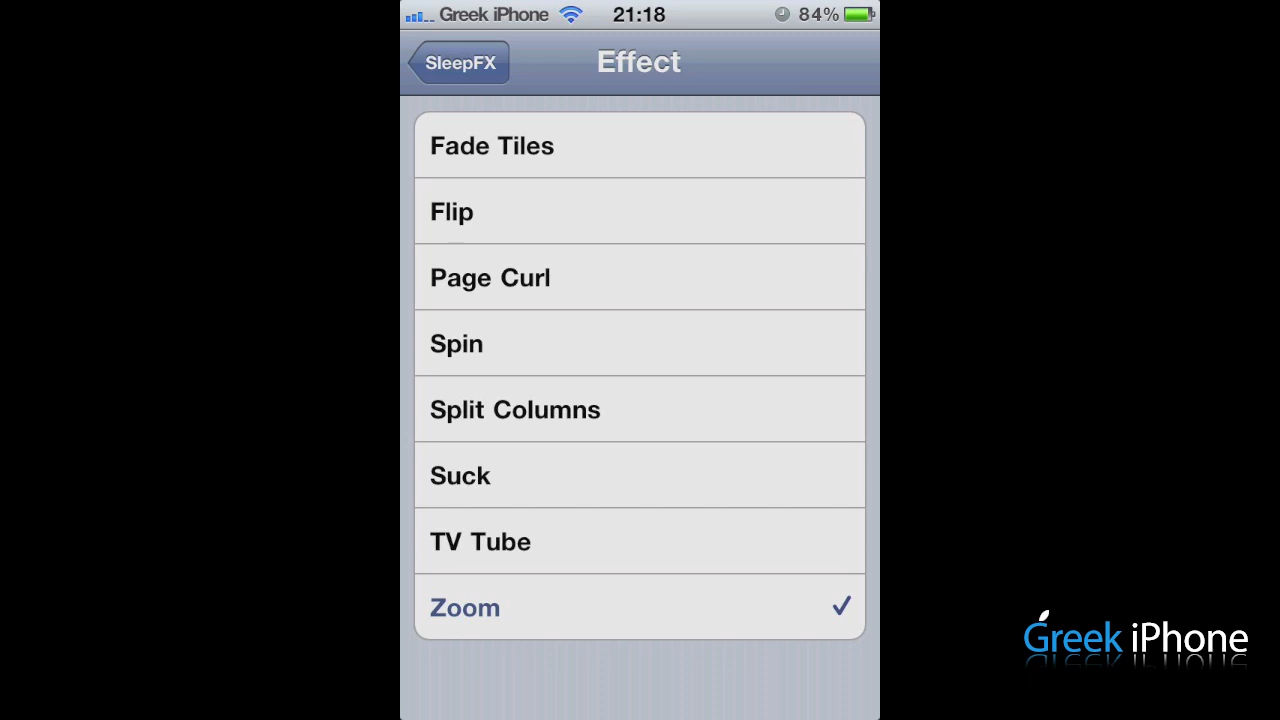 Greek iPhone 21:18 84%
SleepFX Effect
Fade Tiles
Flip
Page Curl
Spin
Split Columns
Suck
TV Tube
Zoom
Greek iPhone